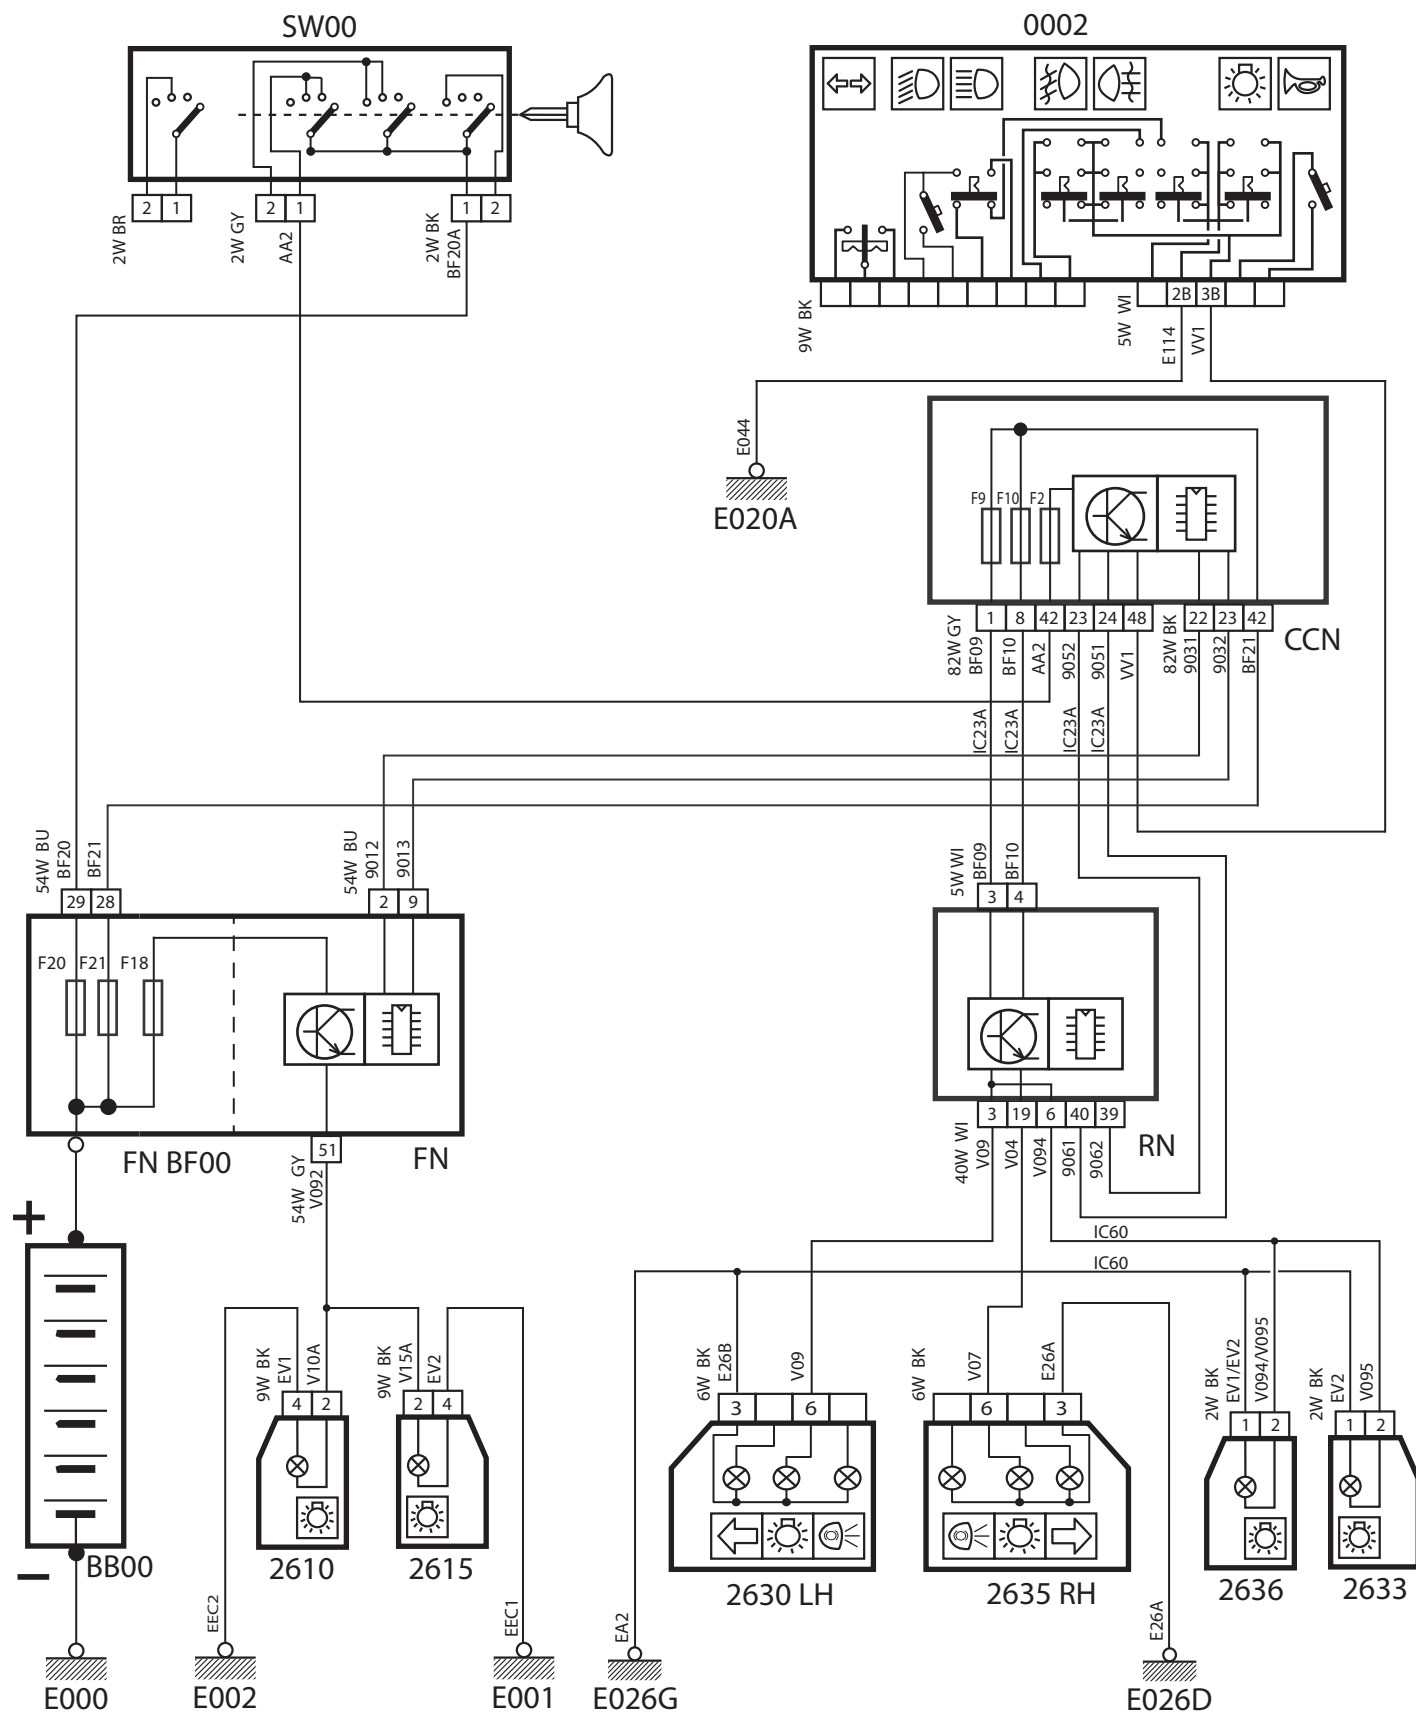 SW00
0002
2 1
2 1
1 2
2W BR
2W GY
AA2
2W BK
BF20A
9W BK
5W WI
2B 3B
E114
VV1
E044
E020A
F9 F10 F2
1 8 42 23 24 48
22 23 42
CCN
82W GY
BF09
BF10
AA2
9052
9051
VV1
82W BK
9031
9032
BF21
IC23A
IC23A
IC23A
IC23A
54W BU
BF20
BF21
54W BU
9012
9013
5W WI
BF09
BF10
29 28
2 9
3 4
F20 F21 F18
3 19 6 40 39
RN
40W WI
V09
V04
V094
9061
9062
FN BF00
51
FN
54W GY
V092
+
IC60
IC60
9W BK
EV1
V10A
9W BK
V15A
EV2
6W BK
E26B
V09
6W BK
V07
E26A
2W BK
EV1/EV2
V094/V095
2W BK
EV2
V095
4 2
2 4
3 6
6 3
1 2
1 2
BB00
−
2610
2615
2630 LH
2635 RH
2636
2633
EEC2
EEC1
EA2
E26A
E000
E002
E001
E026G
E026D